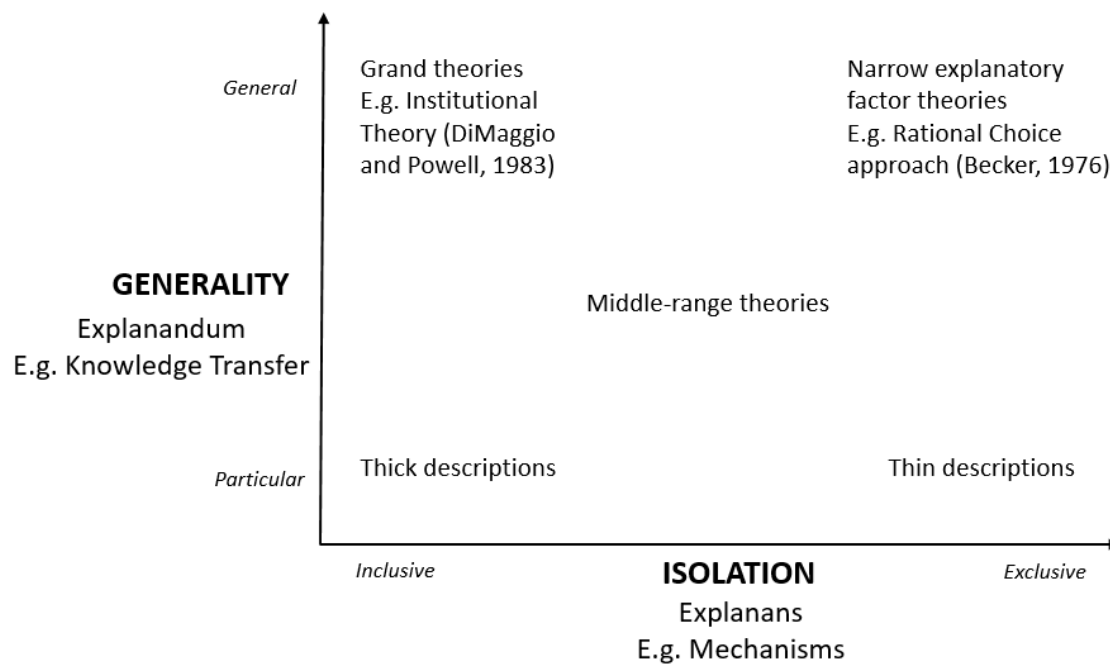 General
Grand theories
E.g. Institutional
Theory (DiMaggio
and Powell, 1983)
Narrow explanatory
factor theories
E.g. Rational Choice
approach (Becker, 1976)
GENERALITY
Explanandum
E.g. Knowledge Transfer
Middle-range theories
Particular
Thick descriptions
Thin descriptions
Inclusive
ISOLATION
Exclusive
Explanans
E.g. Mechanisms